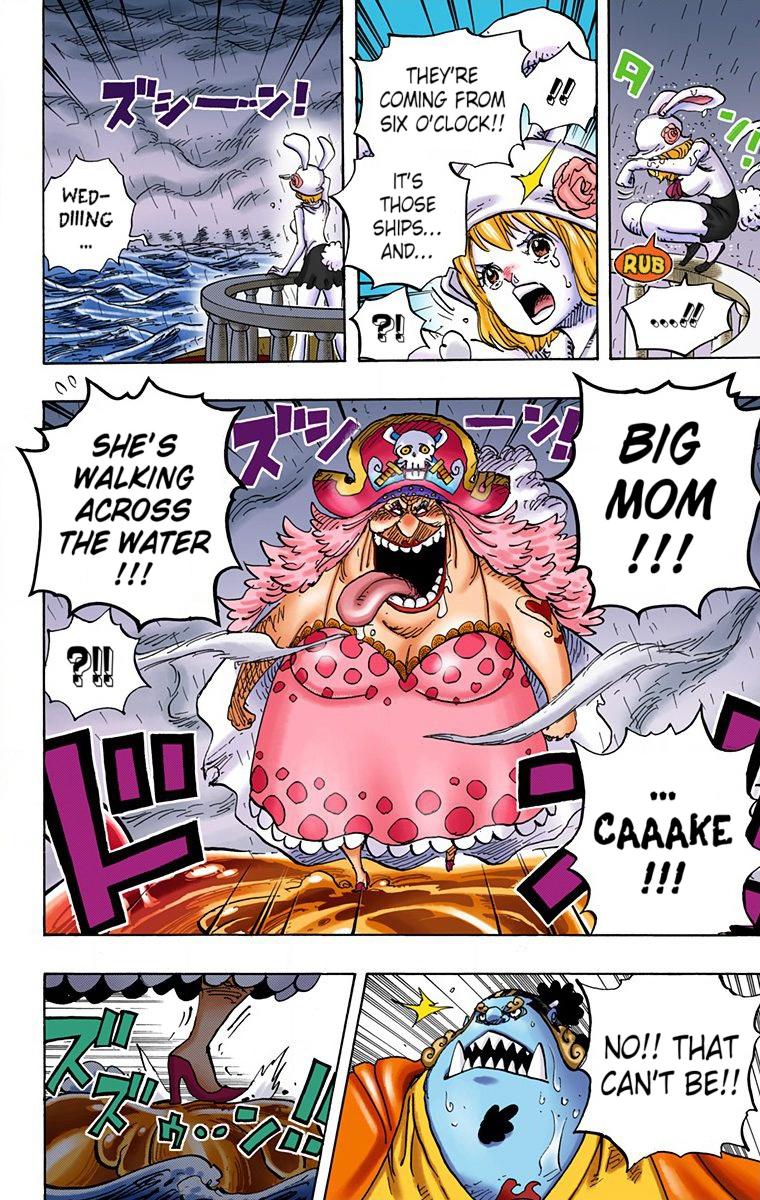 タ
ン!
RUB
....!!
!!
THEY'RE
COMING FROM
SIX O'CLOCK!!
IT'S
THOSE
SHIPS...
AND...
?!
ズシーーン!
WED-
DIIING
...
BIG
MOM
!!!
ズシーーン!
SHE'S
WALKING
ACROSS
THE WATER
!!!
?!!
...
CAAAKE
!!!
ド
NO!! THAT
CAN'T BE!!
ズズゥ...ン!!